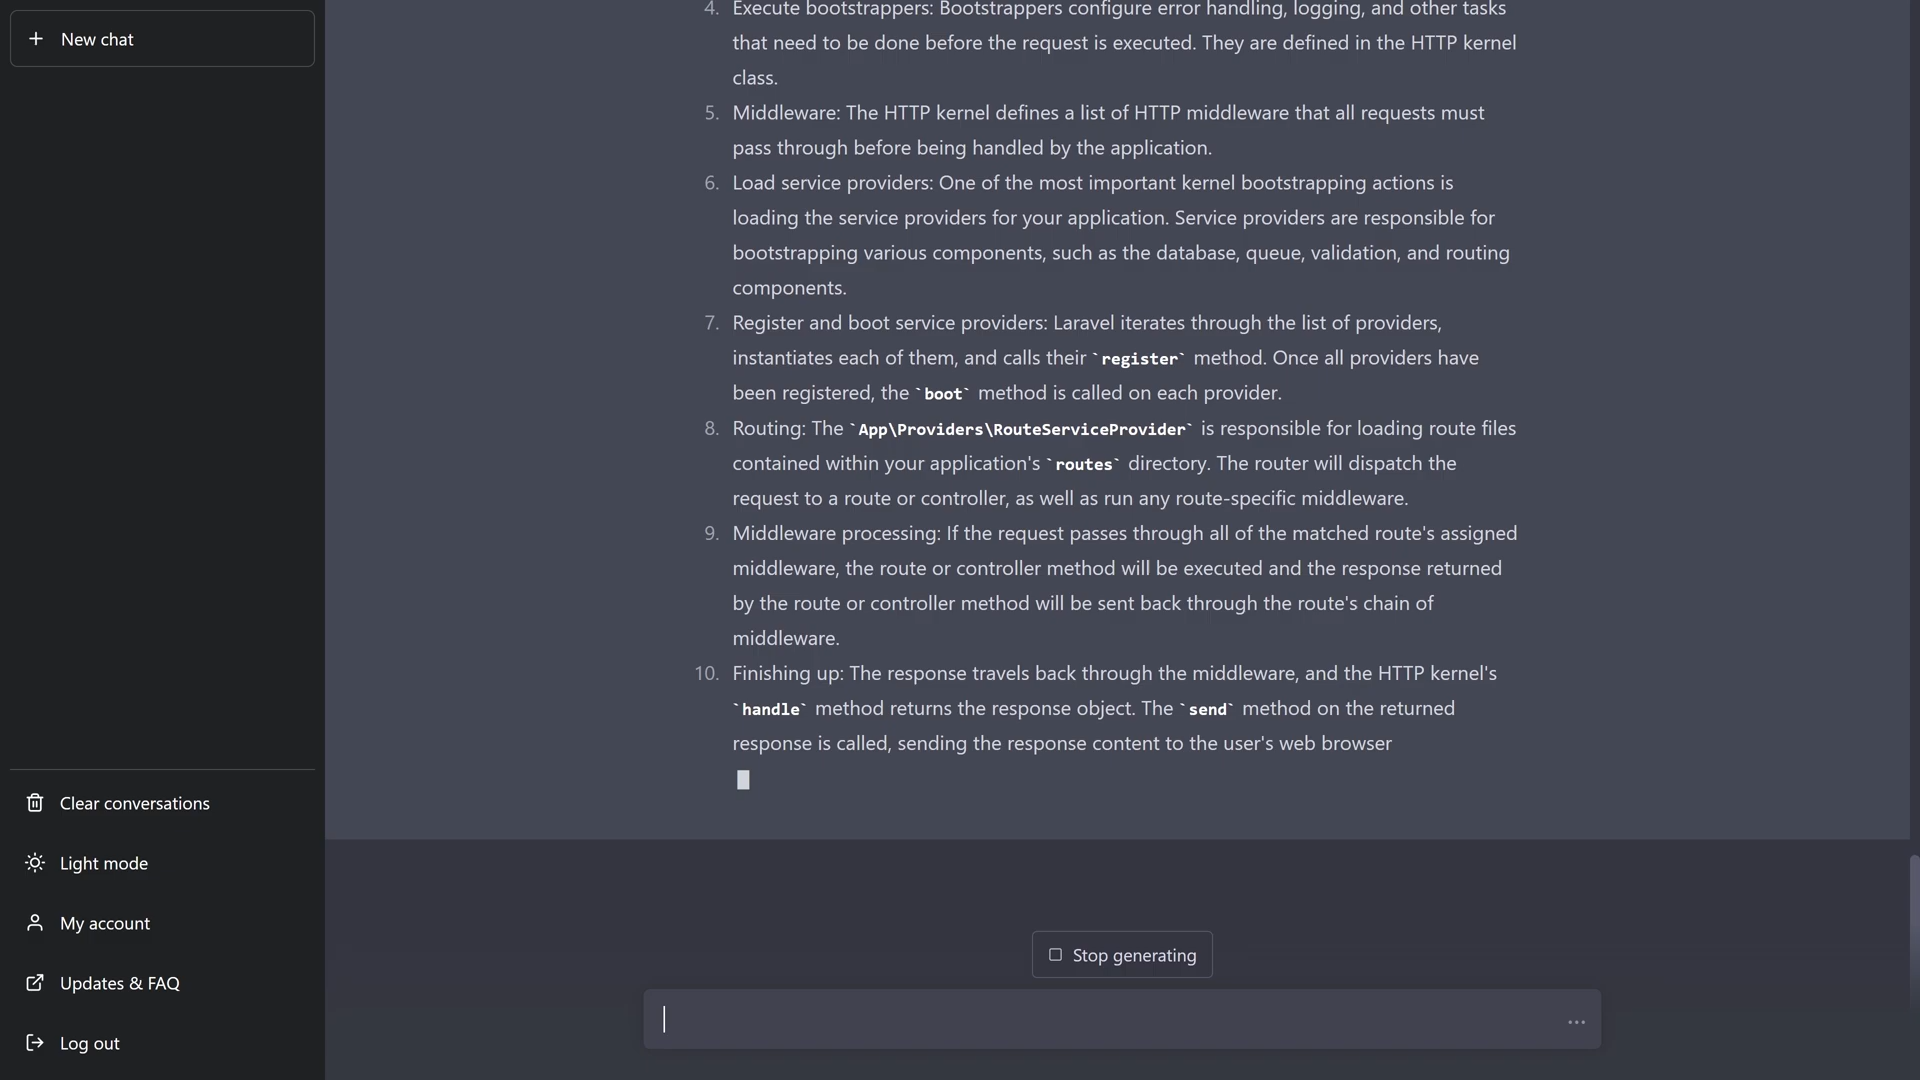 New chat
4. Execute bootstrappers: Bootstrappers configure error handling, logging, and other tasks
that need to be done before the request is executed. They are defined in the HTTP kernel
class.
5. Middleware: The HTTP kernel defines a list of HTTP middleware that all requests must
pass through before being handled by the application.
6. Load service providers: One of the most important kernel bootstrapping actions is
loading the service providers for your application. Service providers are responsible for
bootstrapping various components, such as the database, queue, validation, and routing
components.
7. Register and boot service providers: Laravel iterates through the list of providers,
instantiates each of them, and calls their `register` method. Once all providers have
been registered, the `boot` method is called on each provider.
8. Routing: The `App\Providers\RouteServiceProvider` is responsible for loading route files
contained within your application's `routes` directory. The router will dispatch the
request to a route or controller, as well as run any route-specific middleware.
9. Middleware processing: If the request passes through all of the matched route's assigned
middleware, the route or controller method will be executed and the response returned
by the route or controller method will be sent back through the route's chain of
middleware.
10. Finishing up: The response travels back through the middleware, and the HTTP kernel's
`handle` method returns the response object. The `send` method on the returned
response is called, sending the response content to the user's web browser
Clear conversations
Light mode
My account
Updates & FAQ
Log out
Stop generating